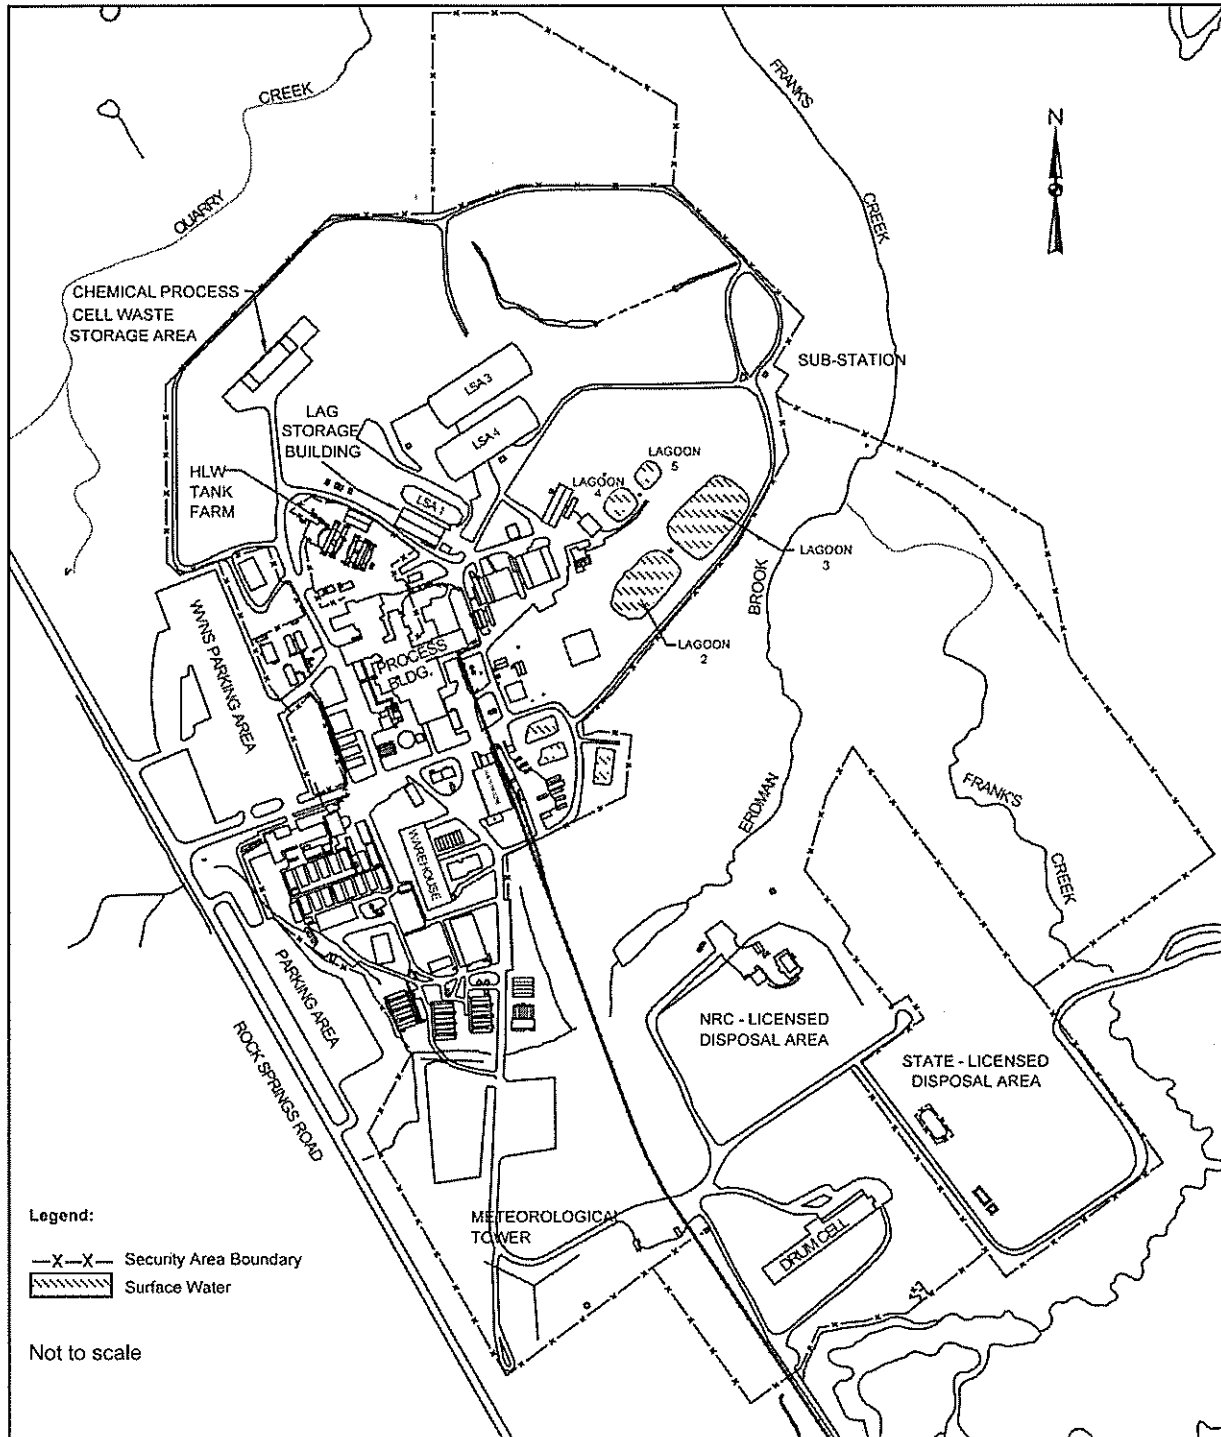 CREEK
FRANKS
N
QUARRY
CREEK
CHEMICAL PROCESS
CELL WASTE
STORAGE AREA
SUB-STATION
LSA 3
LAG
STORAGE
BUILDING
LSA 4
LAGOON
5
HLW
TANK
FARM
LAGOON
4
LSA 1
LAGOON
3
BROOK
WVNS PARKING AREA
LAGOON
2
PROCESS
BLDG.
ERDMAN
FRANK'S
CREEK
WAREHOUSE
PARKING AREA
NRC - LICENSED
DISPOSAL AREA
STATE - LICENSED
DISPOSAL AREA
ROCK SPRINGS ROAD
METEOROLOGICAL
TOWER
DRUM CELL
Legend:
—X—X— Security Area Boundary
Surface Water
Not to scale